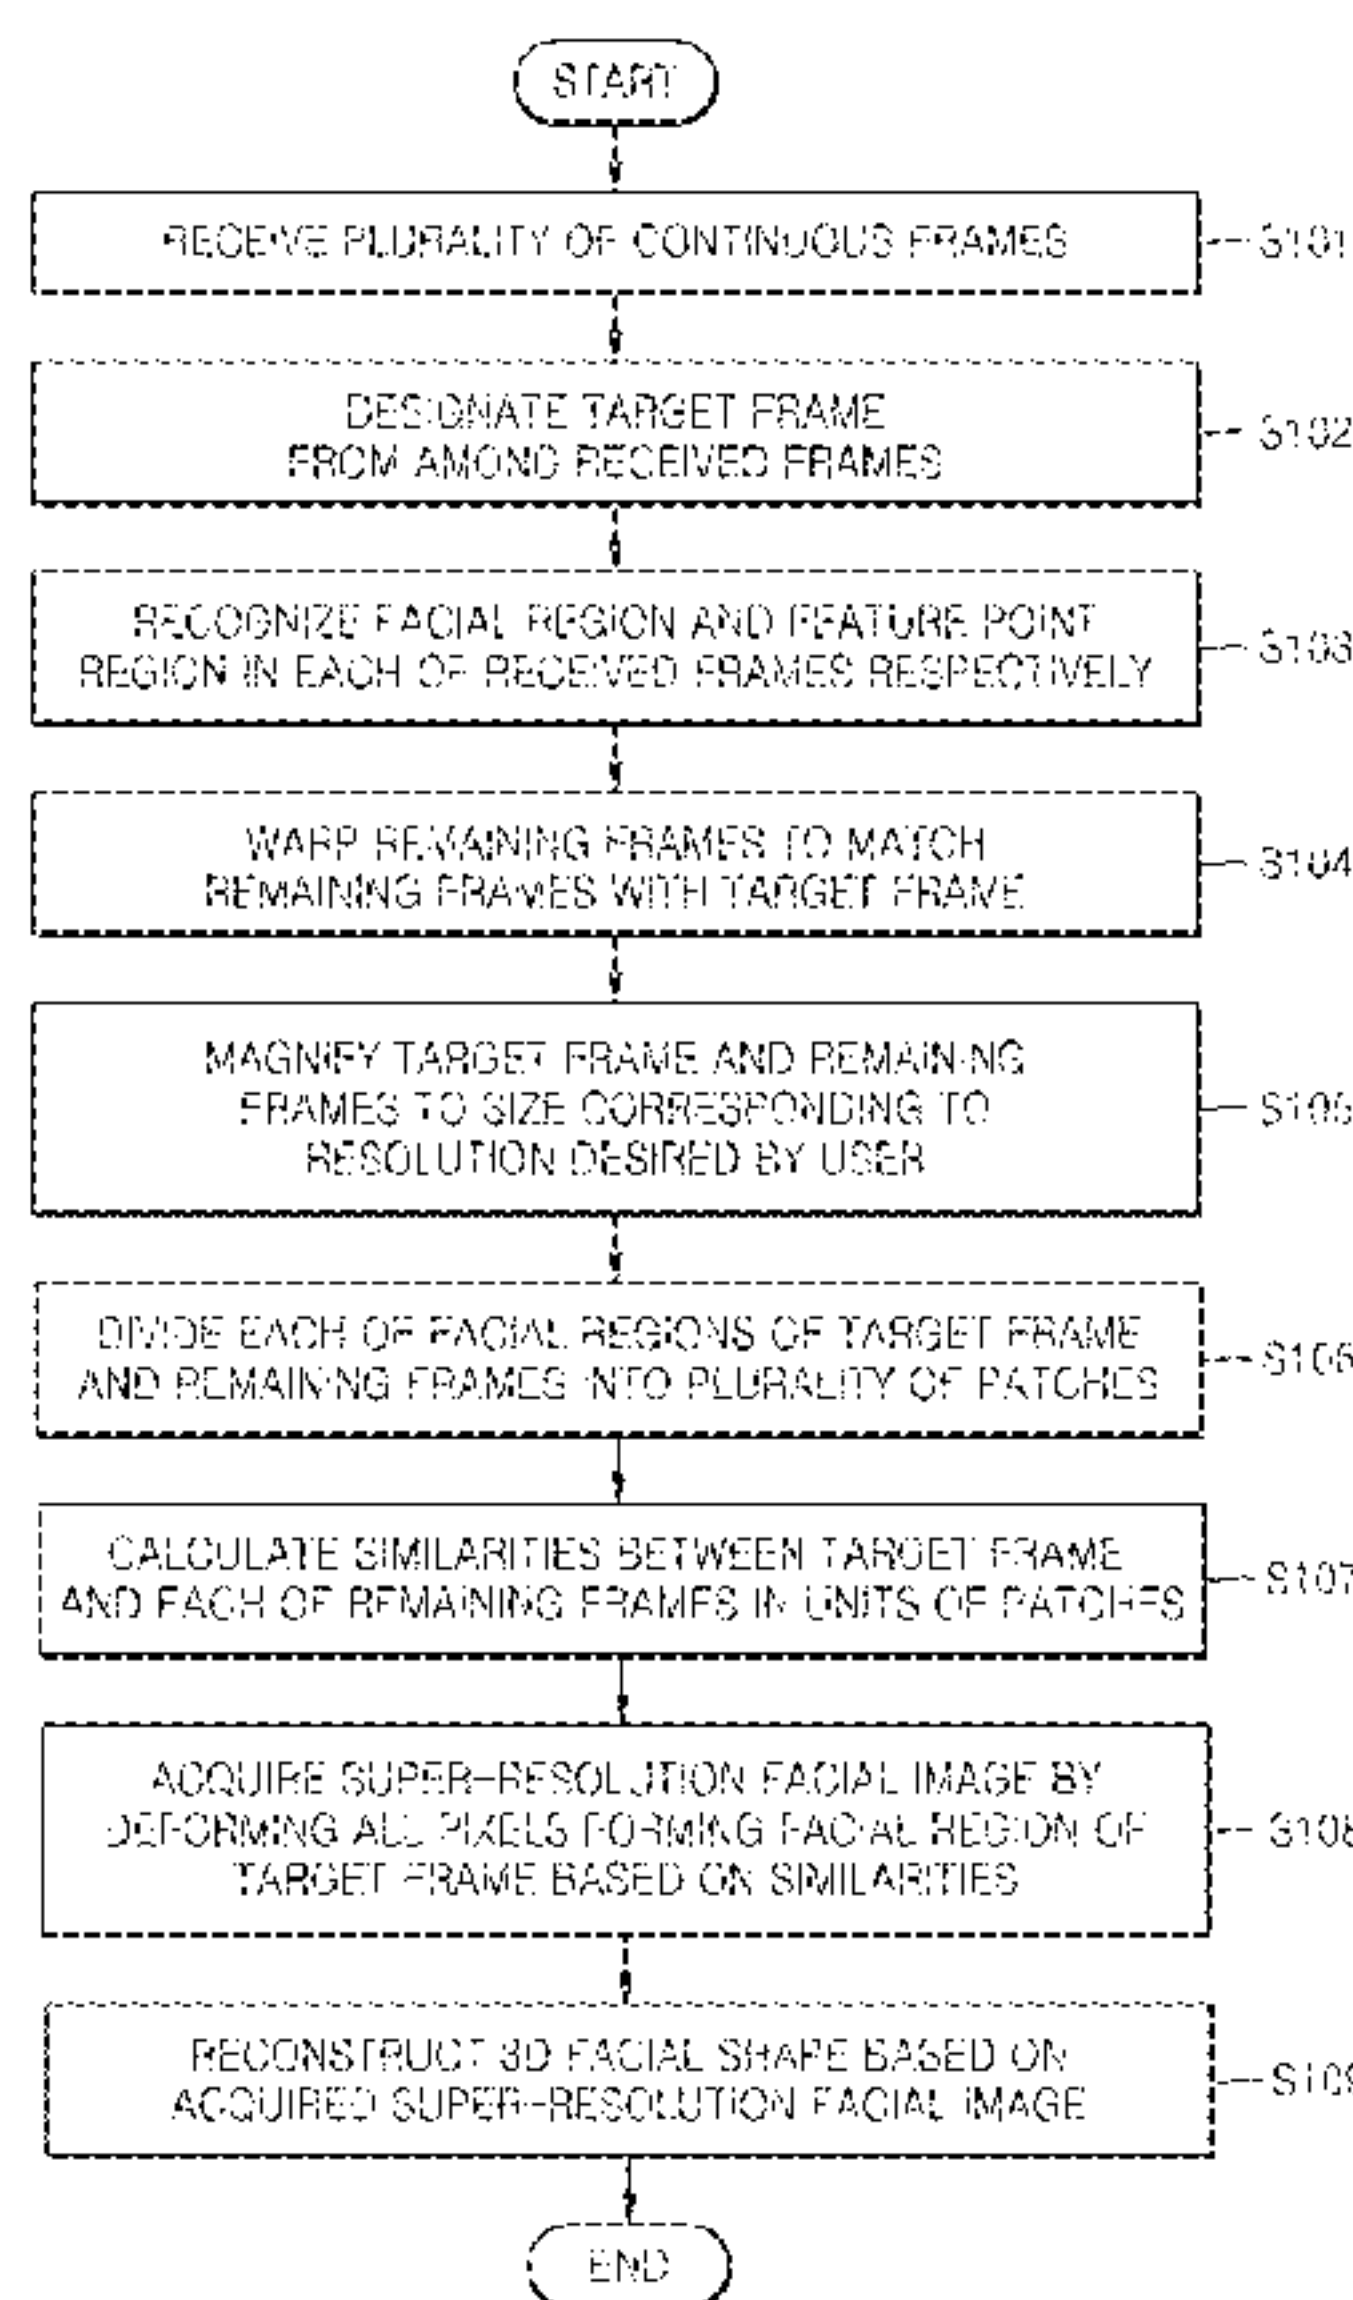 START
RECEIVE PLURALITY OF CONTINUOUS FRAMES
S101
DESIGNATE TARGET FRAME
FROM AMONG RECEIVED FRAMES
S102
RECOGNIZE FACIAL REGION AND FEATURE POINT
REGION IN EACH OF RECEIVED FRAMES RESPECTIVELY
S103
WARP REMAINING FRAMES TO MATCH
REMAINING FRAMES WITH TARGET FRAME
S104
MAGNIFY TARGET FRAME AND REMAINING
FRAMES TO SIZE CORRESPONDING TO
RESOLUTION DESIRED BY USER
S105
DIVIDE EACH OF FACIAL REGIONS OF TARGET FRAME
AND REMAINING FRAMES INTO PLURALITY OF PATCHES
S106
CALCULATE SIMILARITIES BETWEEN TARGET FRAME
AND EACH OF REMAINING FRAMES IN UNITS OF PATCHES
S107
ACQUIRE SUPER-RESOLUTION FACIAL IMAGE BY
DEFORMING ALL PIXELS FORMING FACIAL REGION OF
TARGET FRAME BASED ON SIMILARITIES
S108
RECONSTRUCT 3D FACIAL SHAPE BASED ON
ACQUIRED SUPER-RESOLUTION FACIAL IMAGE
S109
END